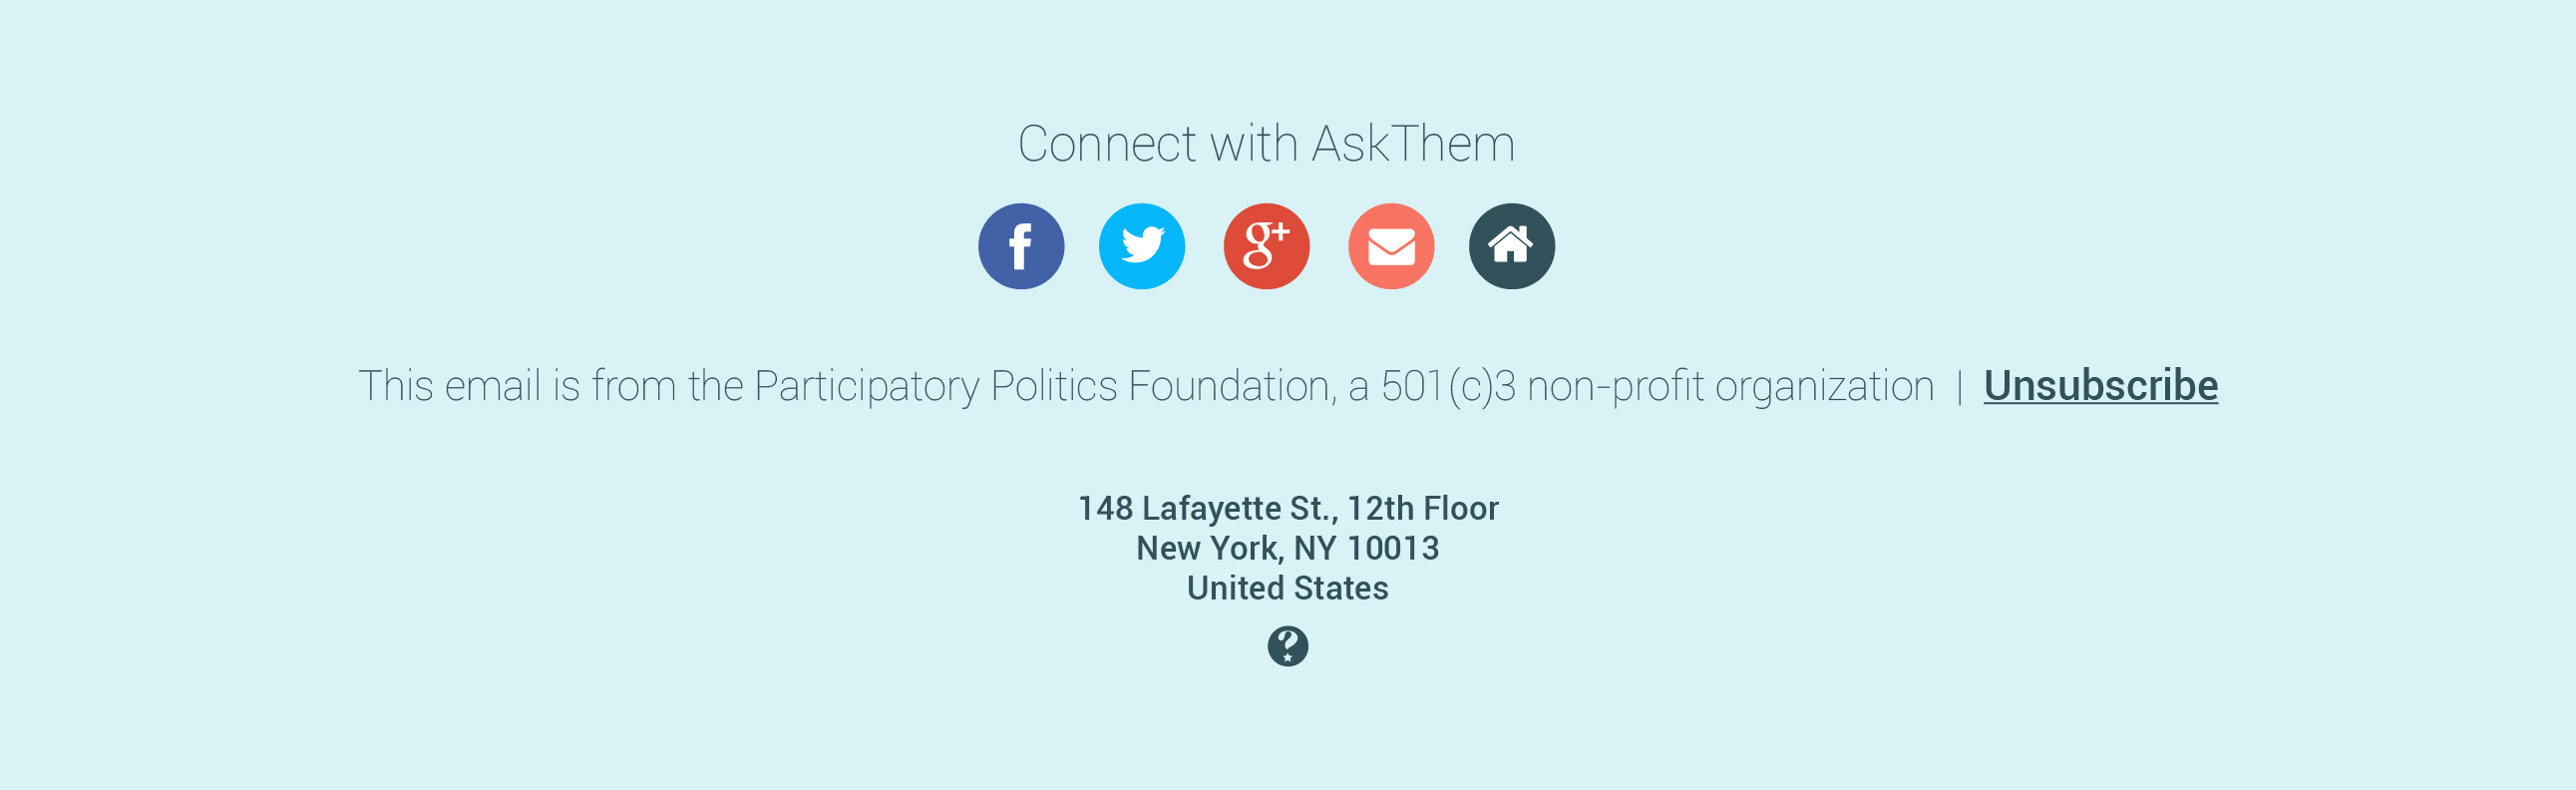 Connect with AskThem
f
g+
This email is from the Participatory Politics Foundation, a 501(c)3 non-profit organization | Unsubscribe
148 Lafayette St., 12th Floor
New York, NY 10013
United States
?